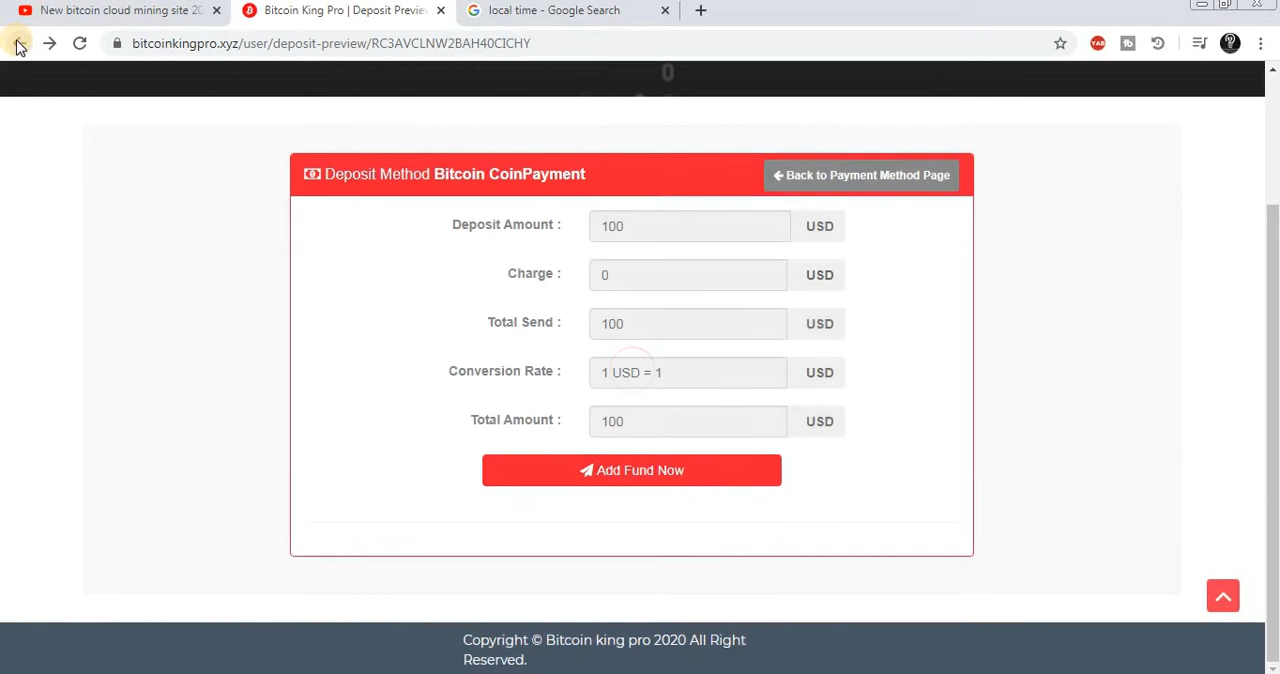 New bitcoin cloud mining site 20
Bitcoin King Pro | Deposit Previe
local time - Google Search
bitcoinkingpro.xyz/user/deposit-preview/RC3AVCLNW2BAH40CICHY
YAB
0
Deposit Method Bitcoin CoinPayment
Back to Payment Method Page
Deposit Amount : 100 USD
Charge : 0 USD
Total Send : 100 USD
Conversion Rate : 1 USD = 1 USD
Total Amount : 100 USD
Add Fund Now
Copyright © Bitcoin king pro 2020 All Right
Reserved.